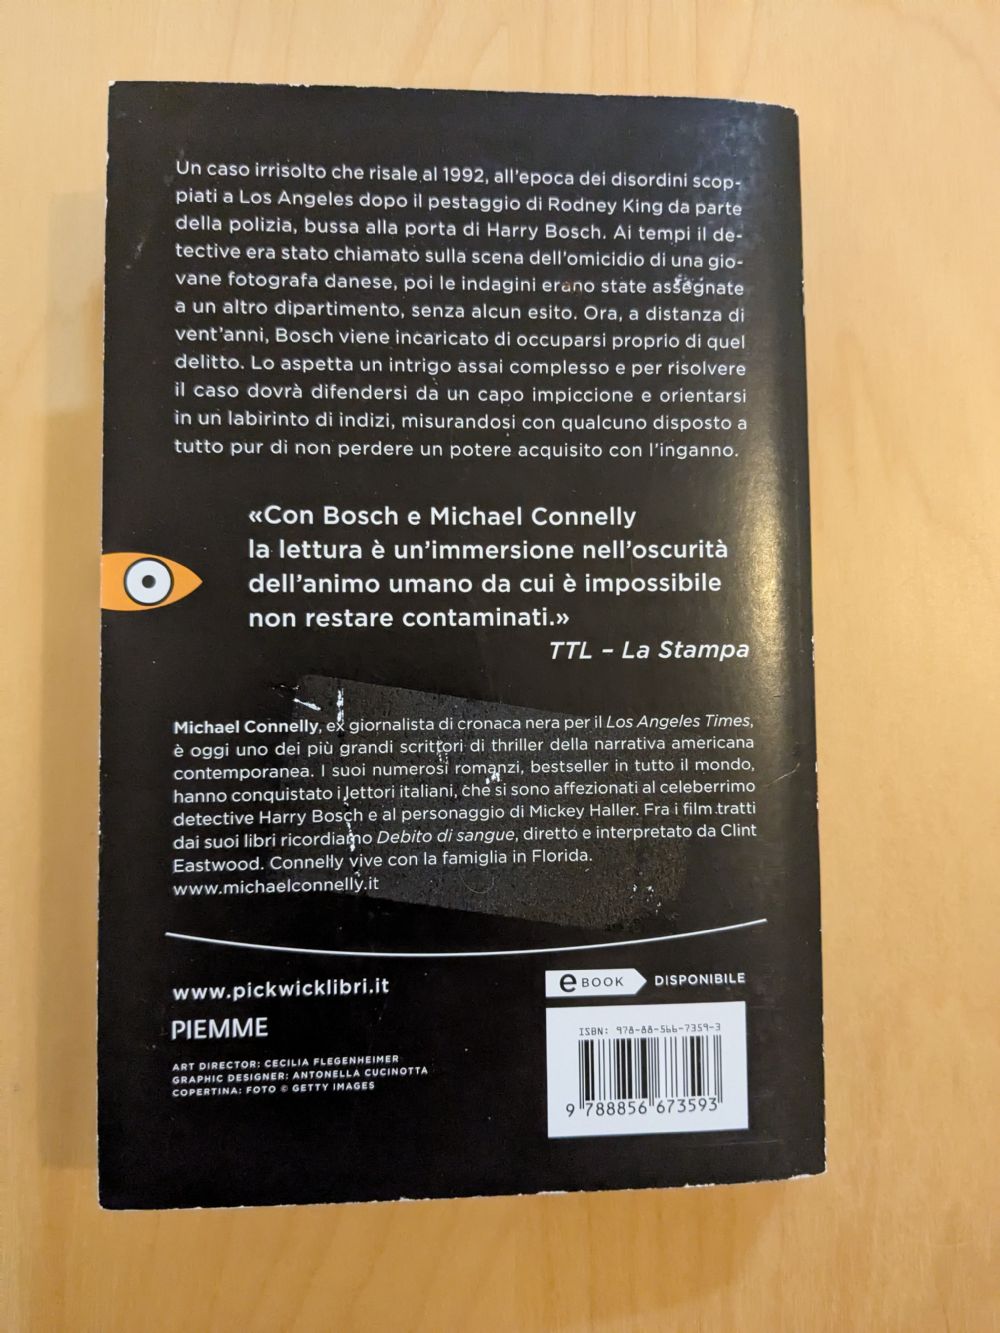 Un caso irrisolto che risale al 1992, all'epoca dei disordini scop-
piati a Los Angeles dopo il pestaggio di Rodney King da parte
della polizia, bussa alla porta di Harry Bosch. Ai tempi il de-
tective era stato chiamato sulla scena dell'omicidio di una gio-
vane fotografa danese, poi le indagini erano state assegnate
a un altro dipartimento, senza alcun esito. Ora, a distanza di
vent'anni, Bosch viene incaricato di occuparsi proprio di quel
delitto. Lo aspetta un intrigo assai complesso e per risolvere
il caso dovrà difendersi da un capo impiccione e orientarsi
in un labirinto di indizi, misurandosi con qualcuno disposto a
tutto pur di non perdere un potere acquisito con l'inganno.
«Con Bosch e Michael Connelly
la lettura è un'immersione nell'oscurità
dell'animo umano da cui è impossibile
non restare contaminati.»
TTL – La Stampa
Michael Connelly, ex giornalista di cronaca nera per il Los Angeles Times,
è oggi uno dei più grandi scrittori di thriller della narrativa americana
contemporanea. I suoi numerosi romanzi, bestseller in tutto il mondo,
hanno conquistato i lettori italiani, che si sono affezionati al celeberrimo
detective Harry Bosch e al personaggio di Mickey Haller. Fra i film tratti
dai suoi libri ricordiamo Debito di sangue, diretto e interpretato da Clint
Eastwood. Connelly vive con la famiglia in Florida.
www.michaelconnelly.it
www.pickwicklibri.it
PIEMME
ART DIRECTOR: CECILIA FLEGENHEIMER
GRAPHIC DESIGNER: ANTONELLA CUCINOTTA
COPERTINA: FOTO © GETTY IMAGES
eBOOK DISPONIBILE
ISBN: 978-88-566-7359-3
9 788856 673593